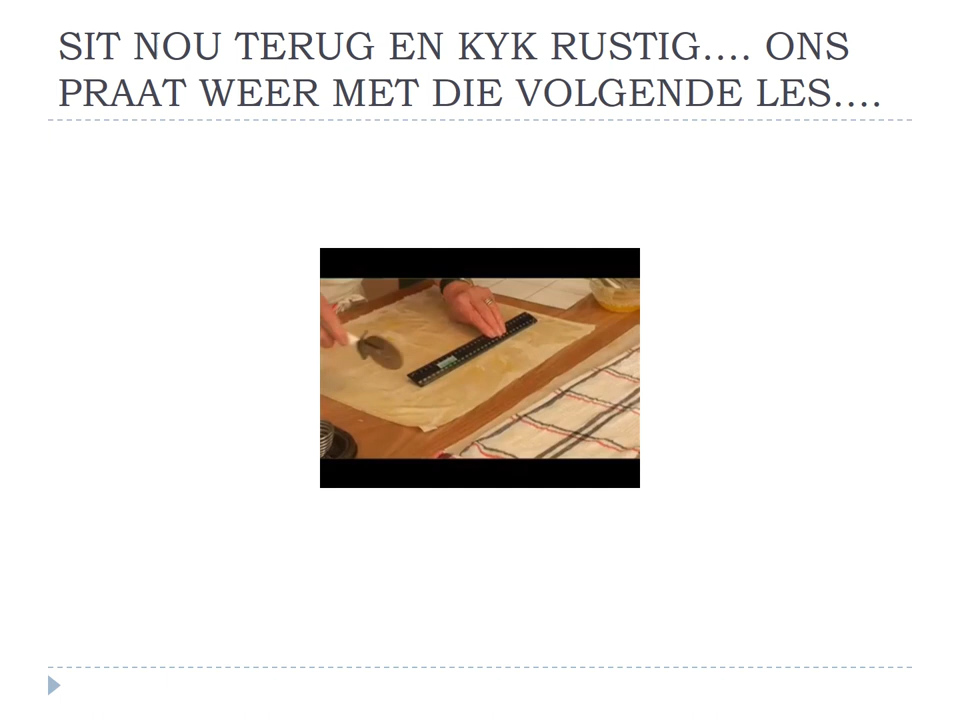 SIT NOU TERUG EN KYK RUSTIG.... ONS
PRAAT WEER MET DIE VOLGENDE LES....